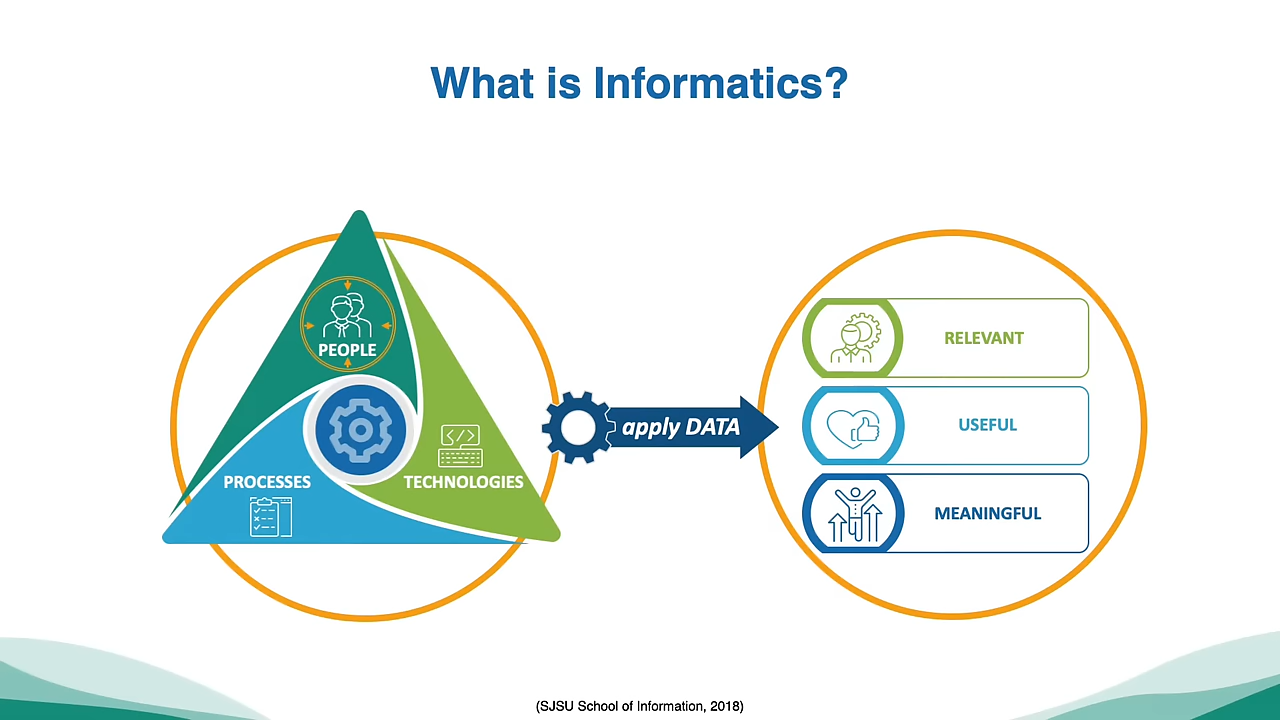 What is Informatics?
PEOPLE
PROCESSES
TECHNOLOGIES
apply DATA
RELEVANT
USEFUL
MEANINGFUL
(SJSU School of Information, 2018)